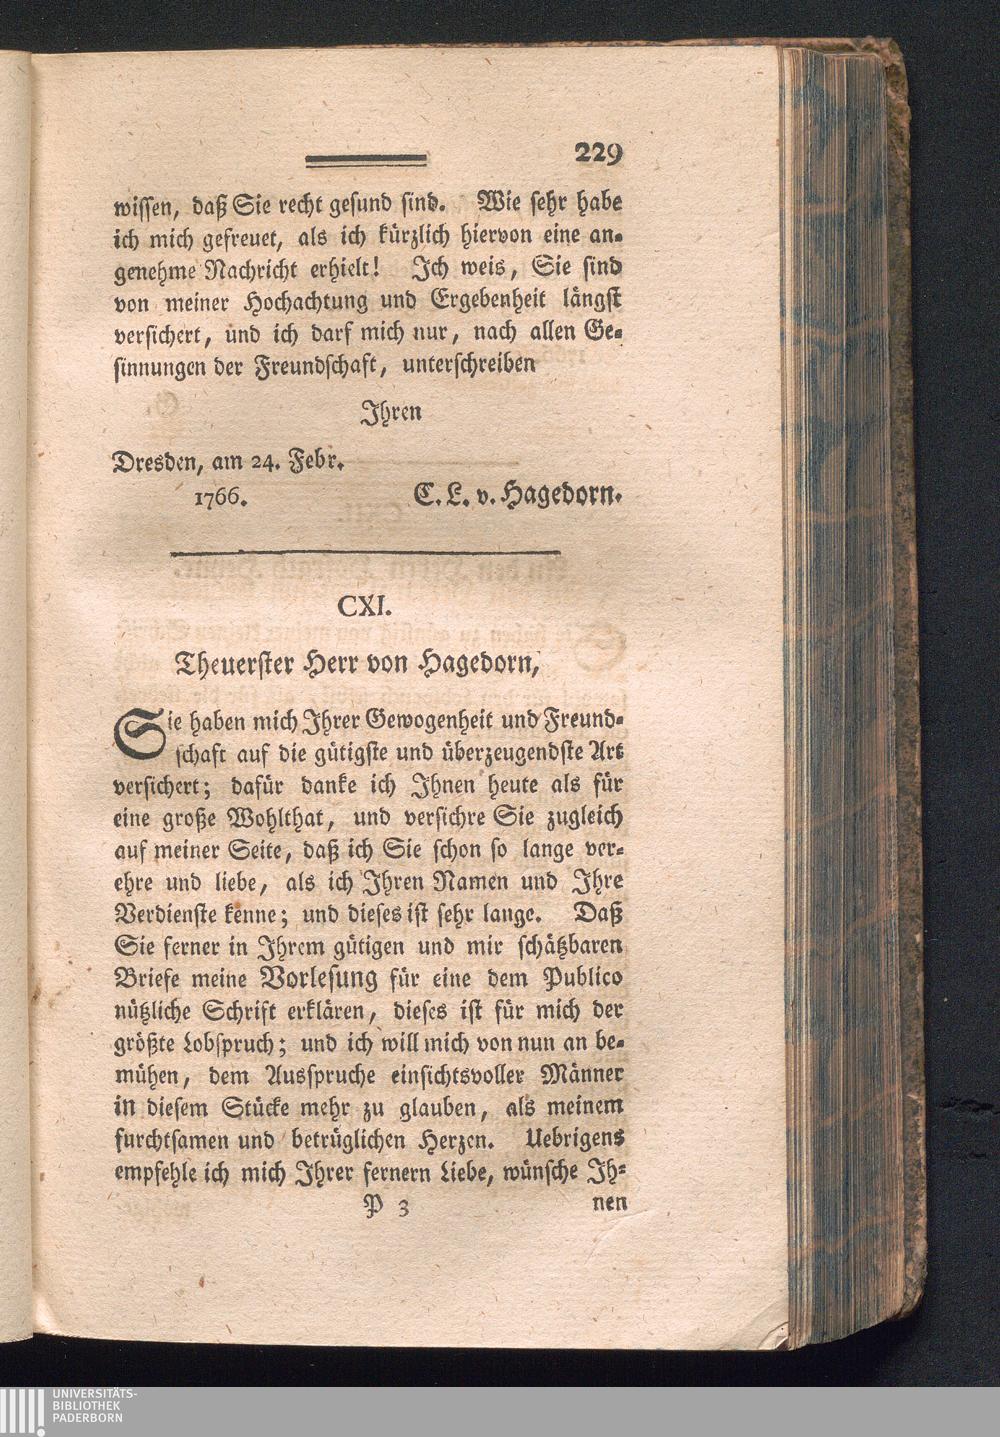 229
wissen, daß Sie recht gesund sind. Wie sehr habe
ich mich gefreuet, als ich kürzlich hiervon eine an-
genehme Nachricht erhielt! Ich weis, Sie sind
von meiner Hochachtung und Ergebenheit längst
versichert, und ich darf mich nur, nach allen Ge-
sinnungen der Freundschaft, unterschreiben
Ihren
Dresden, am 24. Febr.
1766. C. L. v. Hagedorn.
CXI.
Theuerster Herr von Hagedorn,
Sie haben mich Ihrer Gewogenheit und Freund-
schaft auf die gütigste und überzeugendste Art
versichert; dafür danke ich Ihnen heute als für
eine große Wohlthat, und versichre Sie zugleich
auf meiner Seite, daß ich Sie schon so lange ver-
ehre und liebe, als ich Ihren Namen und Ihre
Verdienste kenne; und dieses ist sehr lange. Daß
Sie ferner in Ihrem gütigen und mir schätzbaren
Briefe meine Vorlesung für eine dem Publico
nützliche Schrift erklären, dieses ist für mich der
größte Lobspruch; und ich will mich von nun an be-
mühen, dem Ausspruche einsichtsvoller Männer
in diesem Stücke mehr zu glauben, als meinem
furchtsamen und betrüglichen Herzen. Uebrigens
empfehle ich mich Ihrer fernern Liebe, wünsche Ih-
P 3 nen
UNIVERSITÄTS-
BIBLIOTHEK
PADERBORN